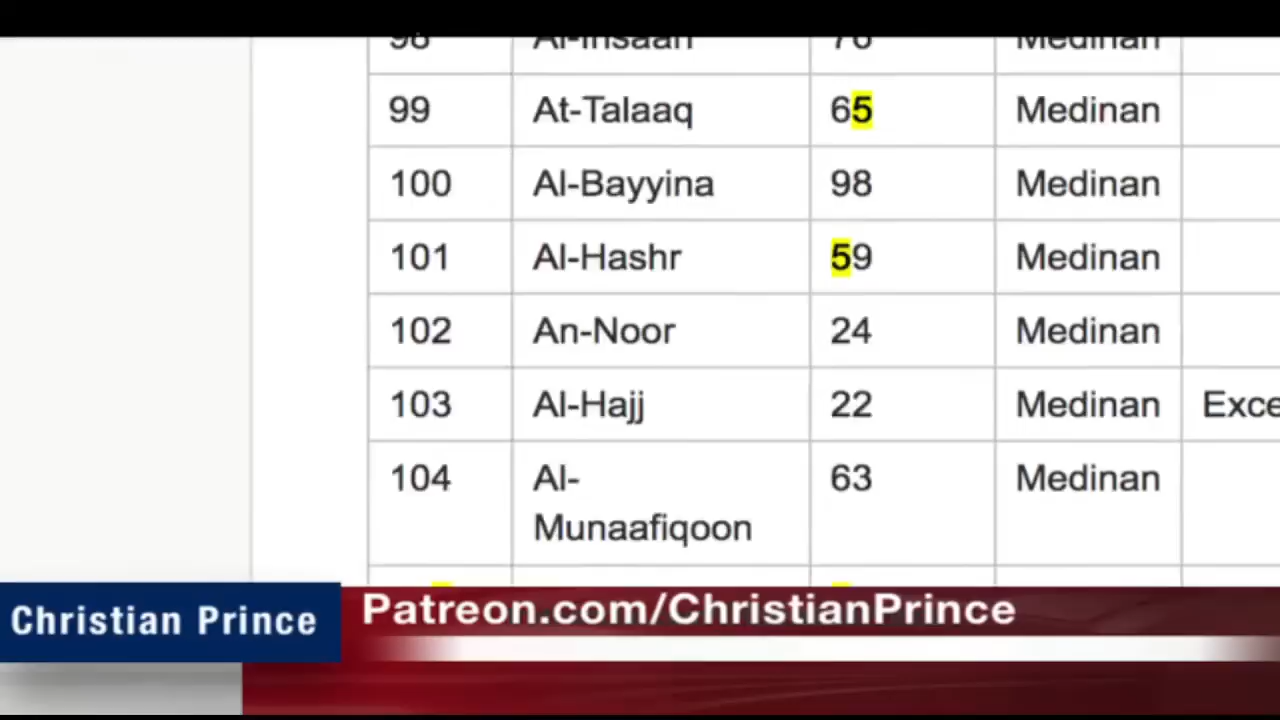 98 Al-Insaan 76 Medinan
99 At-Talaaq 65 Medinan
100 Al-Bayyina 98 Medinan
101 Al-Hashr 59 Medinan
102 An-Noor 24 Medinan
103 Al-Hajj 22 Medinan Exce
104 Al- 63 Medinan
Munaafiqoon
Christian Prince
Patreon.com/ChristianPrince